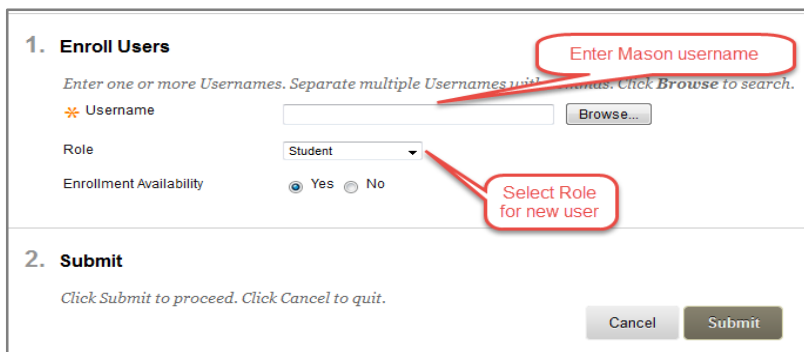 1. Enroll Users
Enter Mason username
Enter one or more Usernames. Separate multiple Usernames with Click Browse to search.
✲ Username
Browse...
Role
Student
Enrollment Availability
Yes No
Select Role
for new user
2. Submit
Click Submit to proceed. Click Cancel to quit.
Cancel Submit